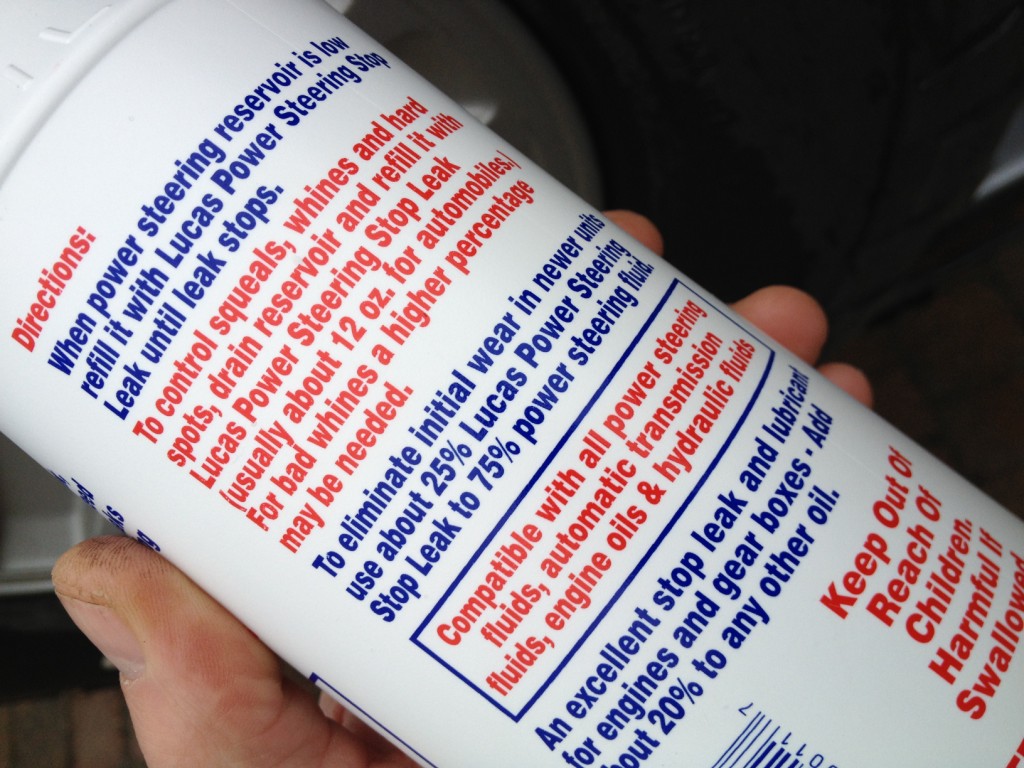 Directions:
When power steering reservoir is low
refill it with Lucas Power Steering Stop
Leak until leak stops.
To control squeals, whines and hard
spots, drain reservoir and refill it with
Lucas Power Steering Stop Leak
(usually about 12 oz. for automobiles.)
For bad whines a higher percentage
may be needed.
To eliminate initial wear in newer units
use about 25% Lucas Power Steering
Stop Leak to 75% power steering fluid.
Compatible with all power steering
fluids, automatic transmission
fluids, engine oils & hydraulic fluids
An excellent stop leak and lubricant
for engines and gear boxes - Add
bout 20% to any other oil.
Keep Out Of
Reach Of
Children.
Harmful If
Swallowed